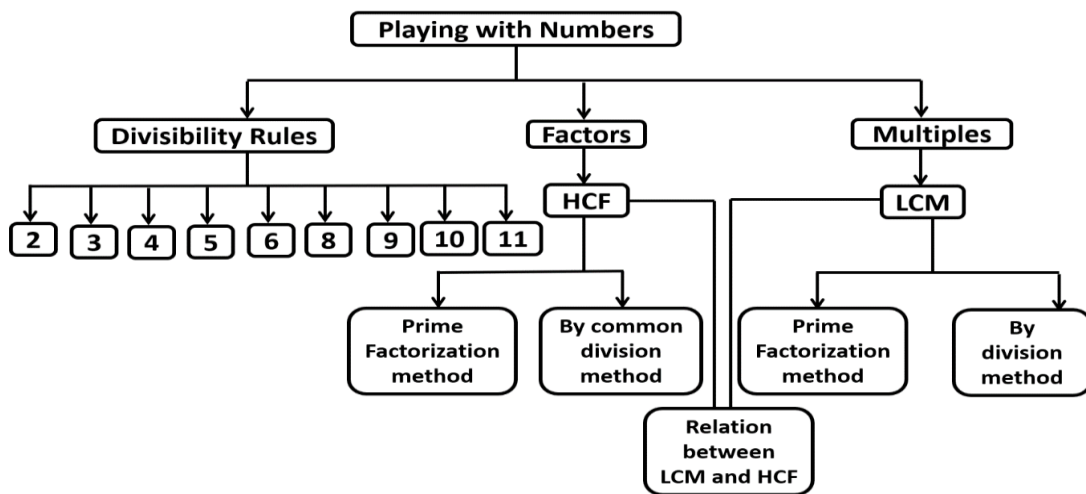 Playing with Numbers
Divisibility Rules
Factors
Multiples
HCF
LCM
2
3
4
5
6
8
9
10
11
Prime
Factorization
method
By common
division
method
Prime
Factorization
method
By
division
method
Relation
between
LCM and HCF